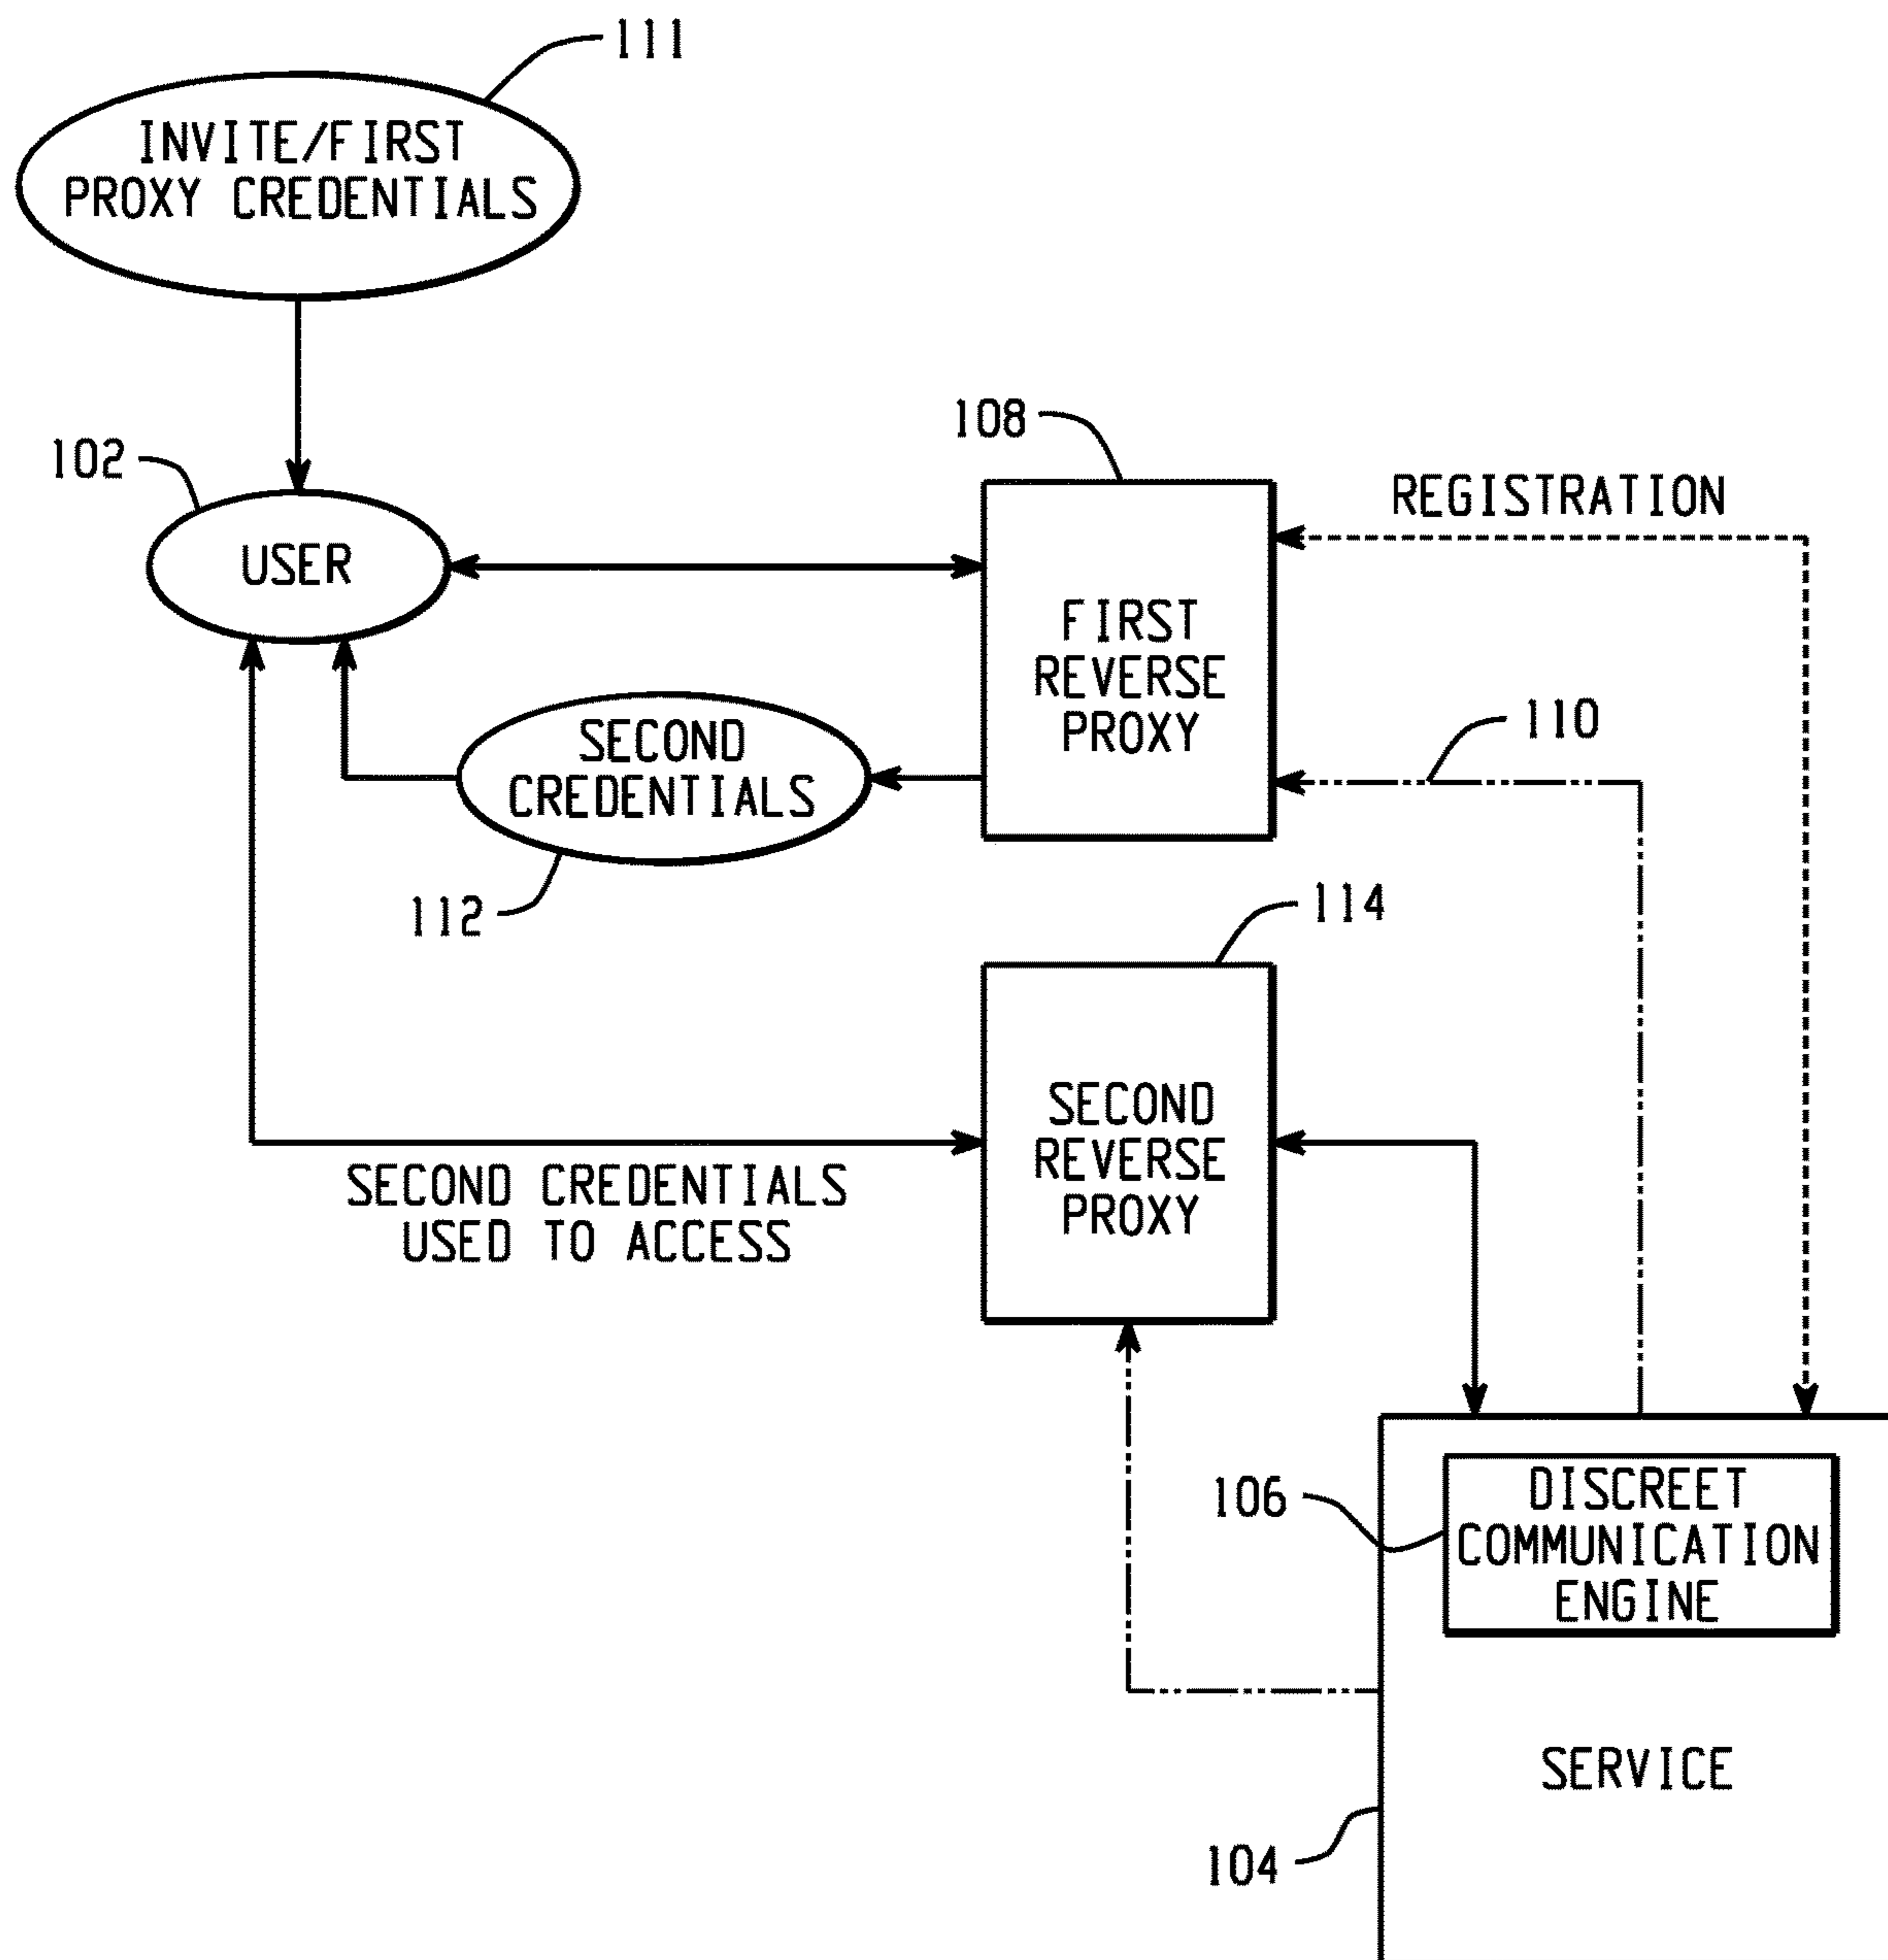 111
INVITE/FIRST
PROXY CREDENTIALS
102
USER
108
FIRST
REVERSE
PROXY
REGISTRATION
110
SECOND
CREDENTIALS
112
114
SECOND
REVERSE
PROXY
SECOND CREDENTIALS
USED TO ACCESS
106
DISCREET
COMMUNICATION
ENGINE
SERVICE
104